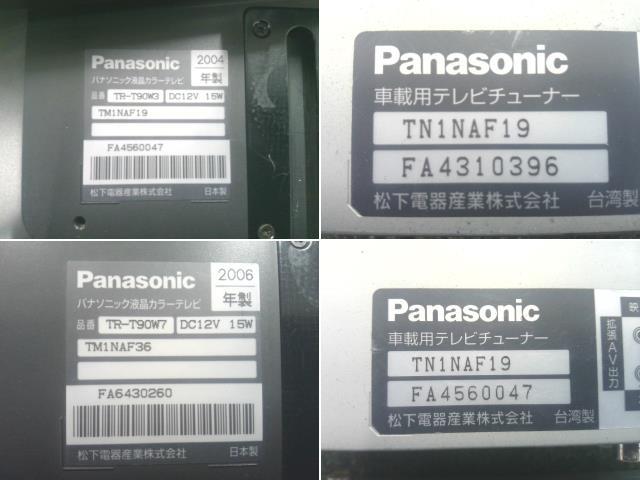 Panasonic 2004
年製
パナソニック液晶カラーテレビ
品番 TR-T90W3 DC12V 15W
TM1NAF19
FA4560047
松下電器産業株式会社 日本製
Panasonic
車載用テレビチューナー
TN1NAF19
FA4310396
松下電器産業株式会社 台湾製
Panasonic 2006
年製
パナソニック液晶カラーテレビ
品番 TR-T90W7 DC12V 15W
TM1NAF36
FA6430260
松下電器産業株式会社 日本製
Panasonic
車載用テレビチューナー
TN1NAF19
FA4560047
松下電器産業株式会社 台湾製
映
拡張AV出力